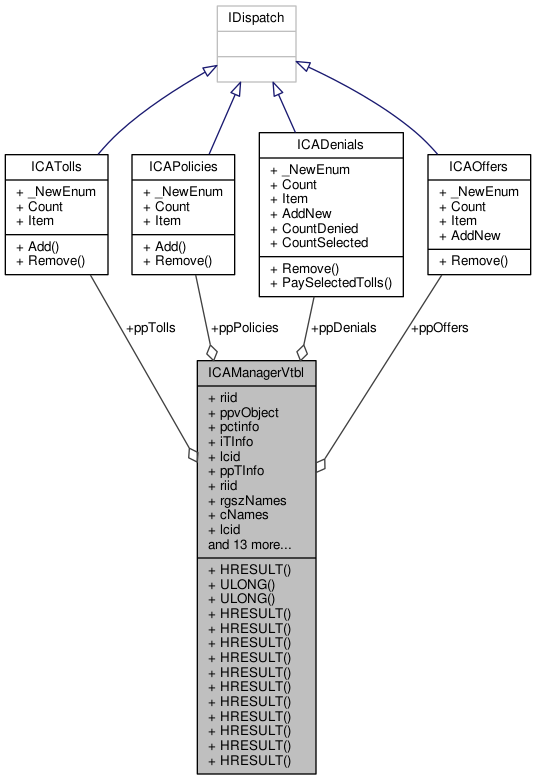 IDispatch
ICATolls
+ _NewEnum
+ Count
+ Item
+ Add()
+ Remove()
ICAPolicies
+ _NewEnum
+ Count
+ Item
+ Add()
+ Remove()
ICADenials
+ _NewEnum
+ Count
+ Item
+ AddNew
+ CountDenied
+ CountSelected
+ Remove()
+ PaySelectedTolls()
ICAOffers
+ _NewEnum
+ Count
+ Item
+ AddNew
+ Remove()
+ppTolls
+ppPolicies
+ppDenials
+ppOffers
ICAManagerVtbl
+ riid
+ ppvObject
+ pctinfo
+ iTInfo
+ lcid
+ ppTInfo
+ riid
+ rgszNames
+ cNames
+ lcid
and 13 more...
+ HRESULT()
+ ULONG()
+ ULONG()
+ HRESULT()
+ HRESULT()
+ HRESULT()
+ HRESULT()
+ HRESULT()
+ HRESULT()
+ HRESULT()
+ HRESULT()
+ HRESULT()
+ HRESULT()
+ HRESULT()